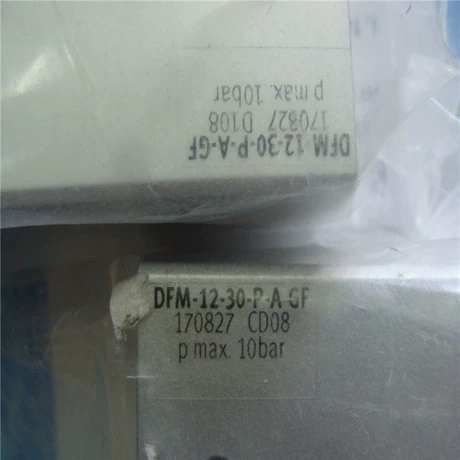 DFM-12-30-P-A-GF
170827 D108
p max. 10bar
DFM-12-30-P-A-GF
170827 CD08
p max. 10bar